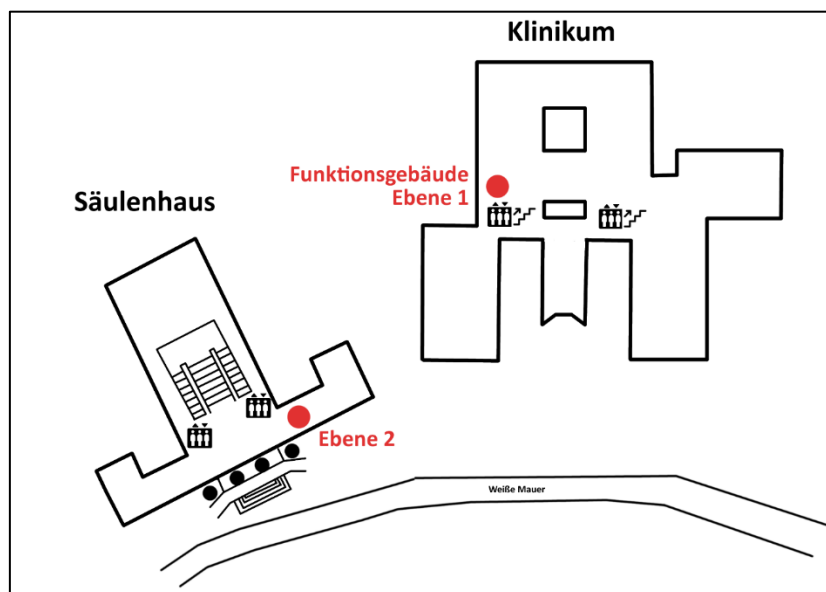 Klinikum
Funktionsgebäude
Ebene 1
Säulenhaus
Ebene 2
Weiße Mauer